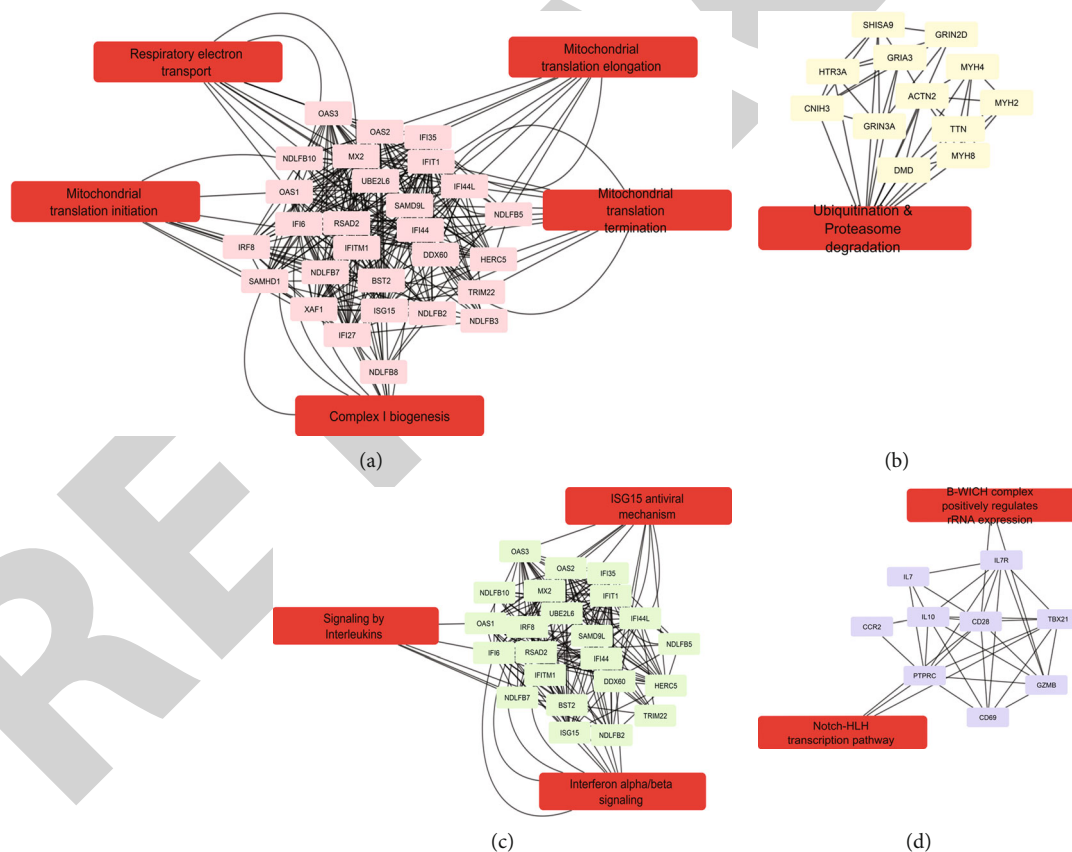 Respiratory electron
transport
Mitochondrial
translation elongation
OAS3
OAS2
IFI35
NDLFB10
MX2
IFIT1
UBE2L6
IFI44L
OAS1
SAMD9L
Mitochondrial
translation initiation
Mitochondrial
translation
termination
NDLFB5
IFI6
RSAD2
IFI44
IRF8
IFITM1
DDX60
HERC5
SAMHD1
NDLFB7
BST2
TRIM22
XAF1
ISG15
NDLFB2
NDLFB3
IFI27
NDLFB8
Complex I biogenesis
(a)
SHISA9
GRIN2D
GRIA3
MYH4
HTR3A
ACTN2
MYH2
CNIH3
GRIN3A
TTN
MYH8
DMD
Ubiquitination &
Proteasome
degradation
(b)
ISG15 antiviral
mechanism
OAS3
OAS2
IFI35
NDLFB10
MX2
IFIT1
UBE2L6
IFI44L
Signaling by
Interleukins
OAS1
IRF8
SAMD9L
NDLFB5
IFI6
RSAD2
IFI44
IFITM1
DDX60
HERC5
NDLFB7
BST2
TRIM22
ISG15
NDLFB2
Interferon alpha/beta
signaling
(c)
B-WICH complex
positively regulates
rRNA expression
IL7R
IL7
IL10
CD28
TBX21
CCR2
PTPRC
GZMB
CD69
Notch-HLH
transcription pathway
(d)